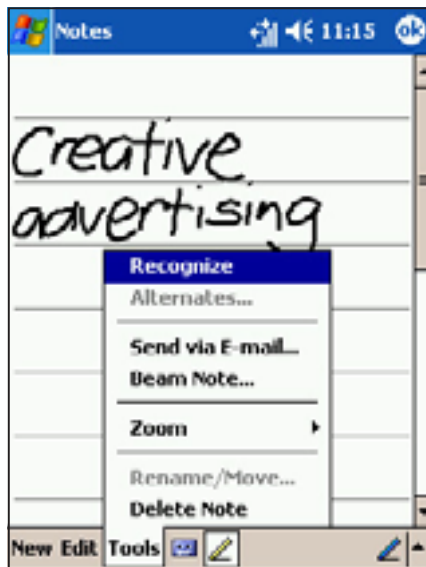 Notes 11:15 ok
Creative
advertising
Recognize
Alternates...
Send via E-mail...
Beam Note...
Zoom
Rename/Move...
Delete Note
New Edit Tools